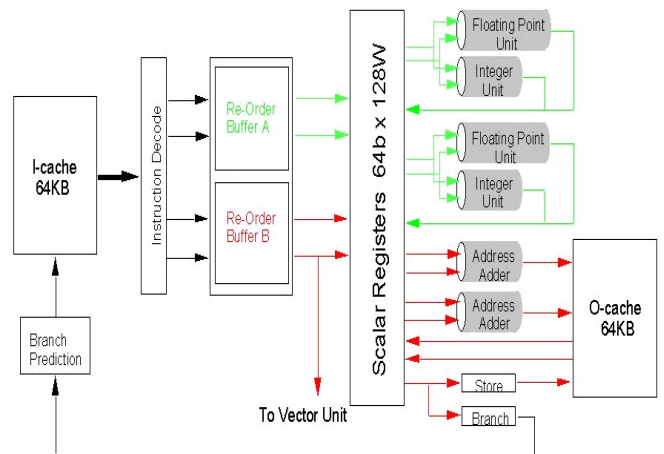 I-cache
64KB
Branch
Prediction
Instruction Decode
Re-Order
Buffer A
Re-Order
Buffer B
To Vector Unit
Scalar Registers 64b x 128W
Floating Point
Unit
Integer
Unit
Floating Point
Unit
Integer
Unit
Address
Adder
Address
Adder
Store
Branch
O-cache
64KB